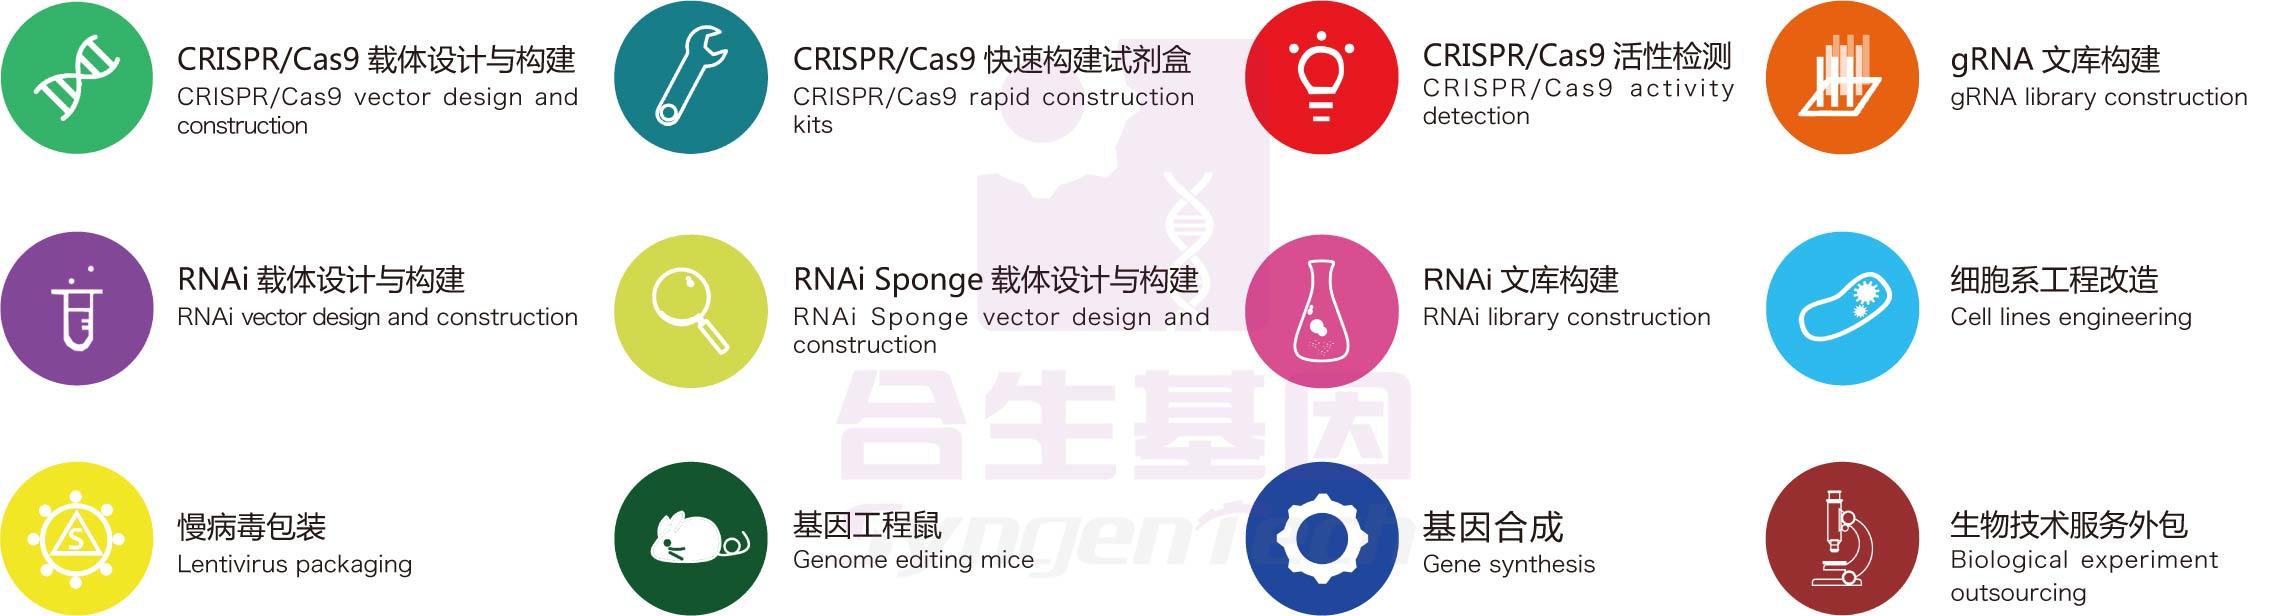 CRISPR/Cas9 载体设计与构建
CRISPR/Cas9 vector design and
construction
CRISPR/Cas9 快速构建试剂盒
CRISPR/Cas9 rapid construction
kits
CRISPR/Cas9 活性检测
CRISPR/Cas9 activity
detection
gRNA 文库构建
gRNA library construction
RNAi 载体设计与构建
RNAi vector design and construction
RNAi Sponge 载体设计与构建
RNAi Sponge vector design and
construction
RNAi 文库构建
RNAi library construction
细胞系工程改造
Cell lines engineering
合生基因
SyngenTech
S
慢病毒包装
Lentivirus packaging
基因工程鼠
Genome editing mice
基因合成
Gene synthesis
生物技术服务外包
Biological experiment
outsourcing